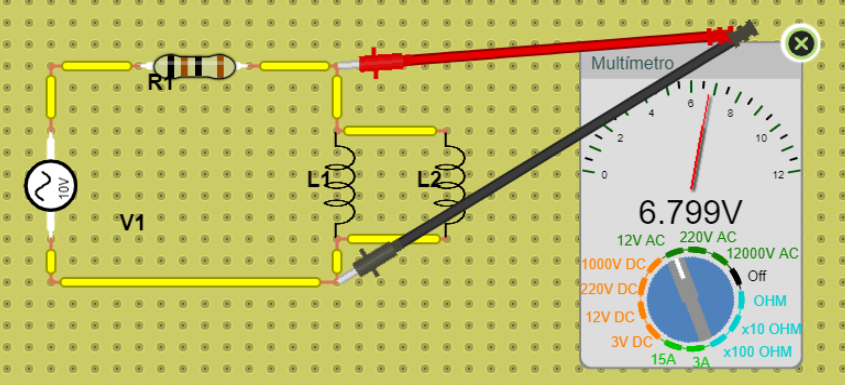 Multímetro
R1
0
2
4
6
8
10
12
10V
L1
L2
V1
6.799V
12V AC
220V AC
12000V AC
1000V DC
Off
220V DC
OHM
12V DC
x10 OHM
3V DC
x100 OHM
15A
3A